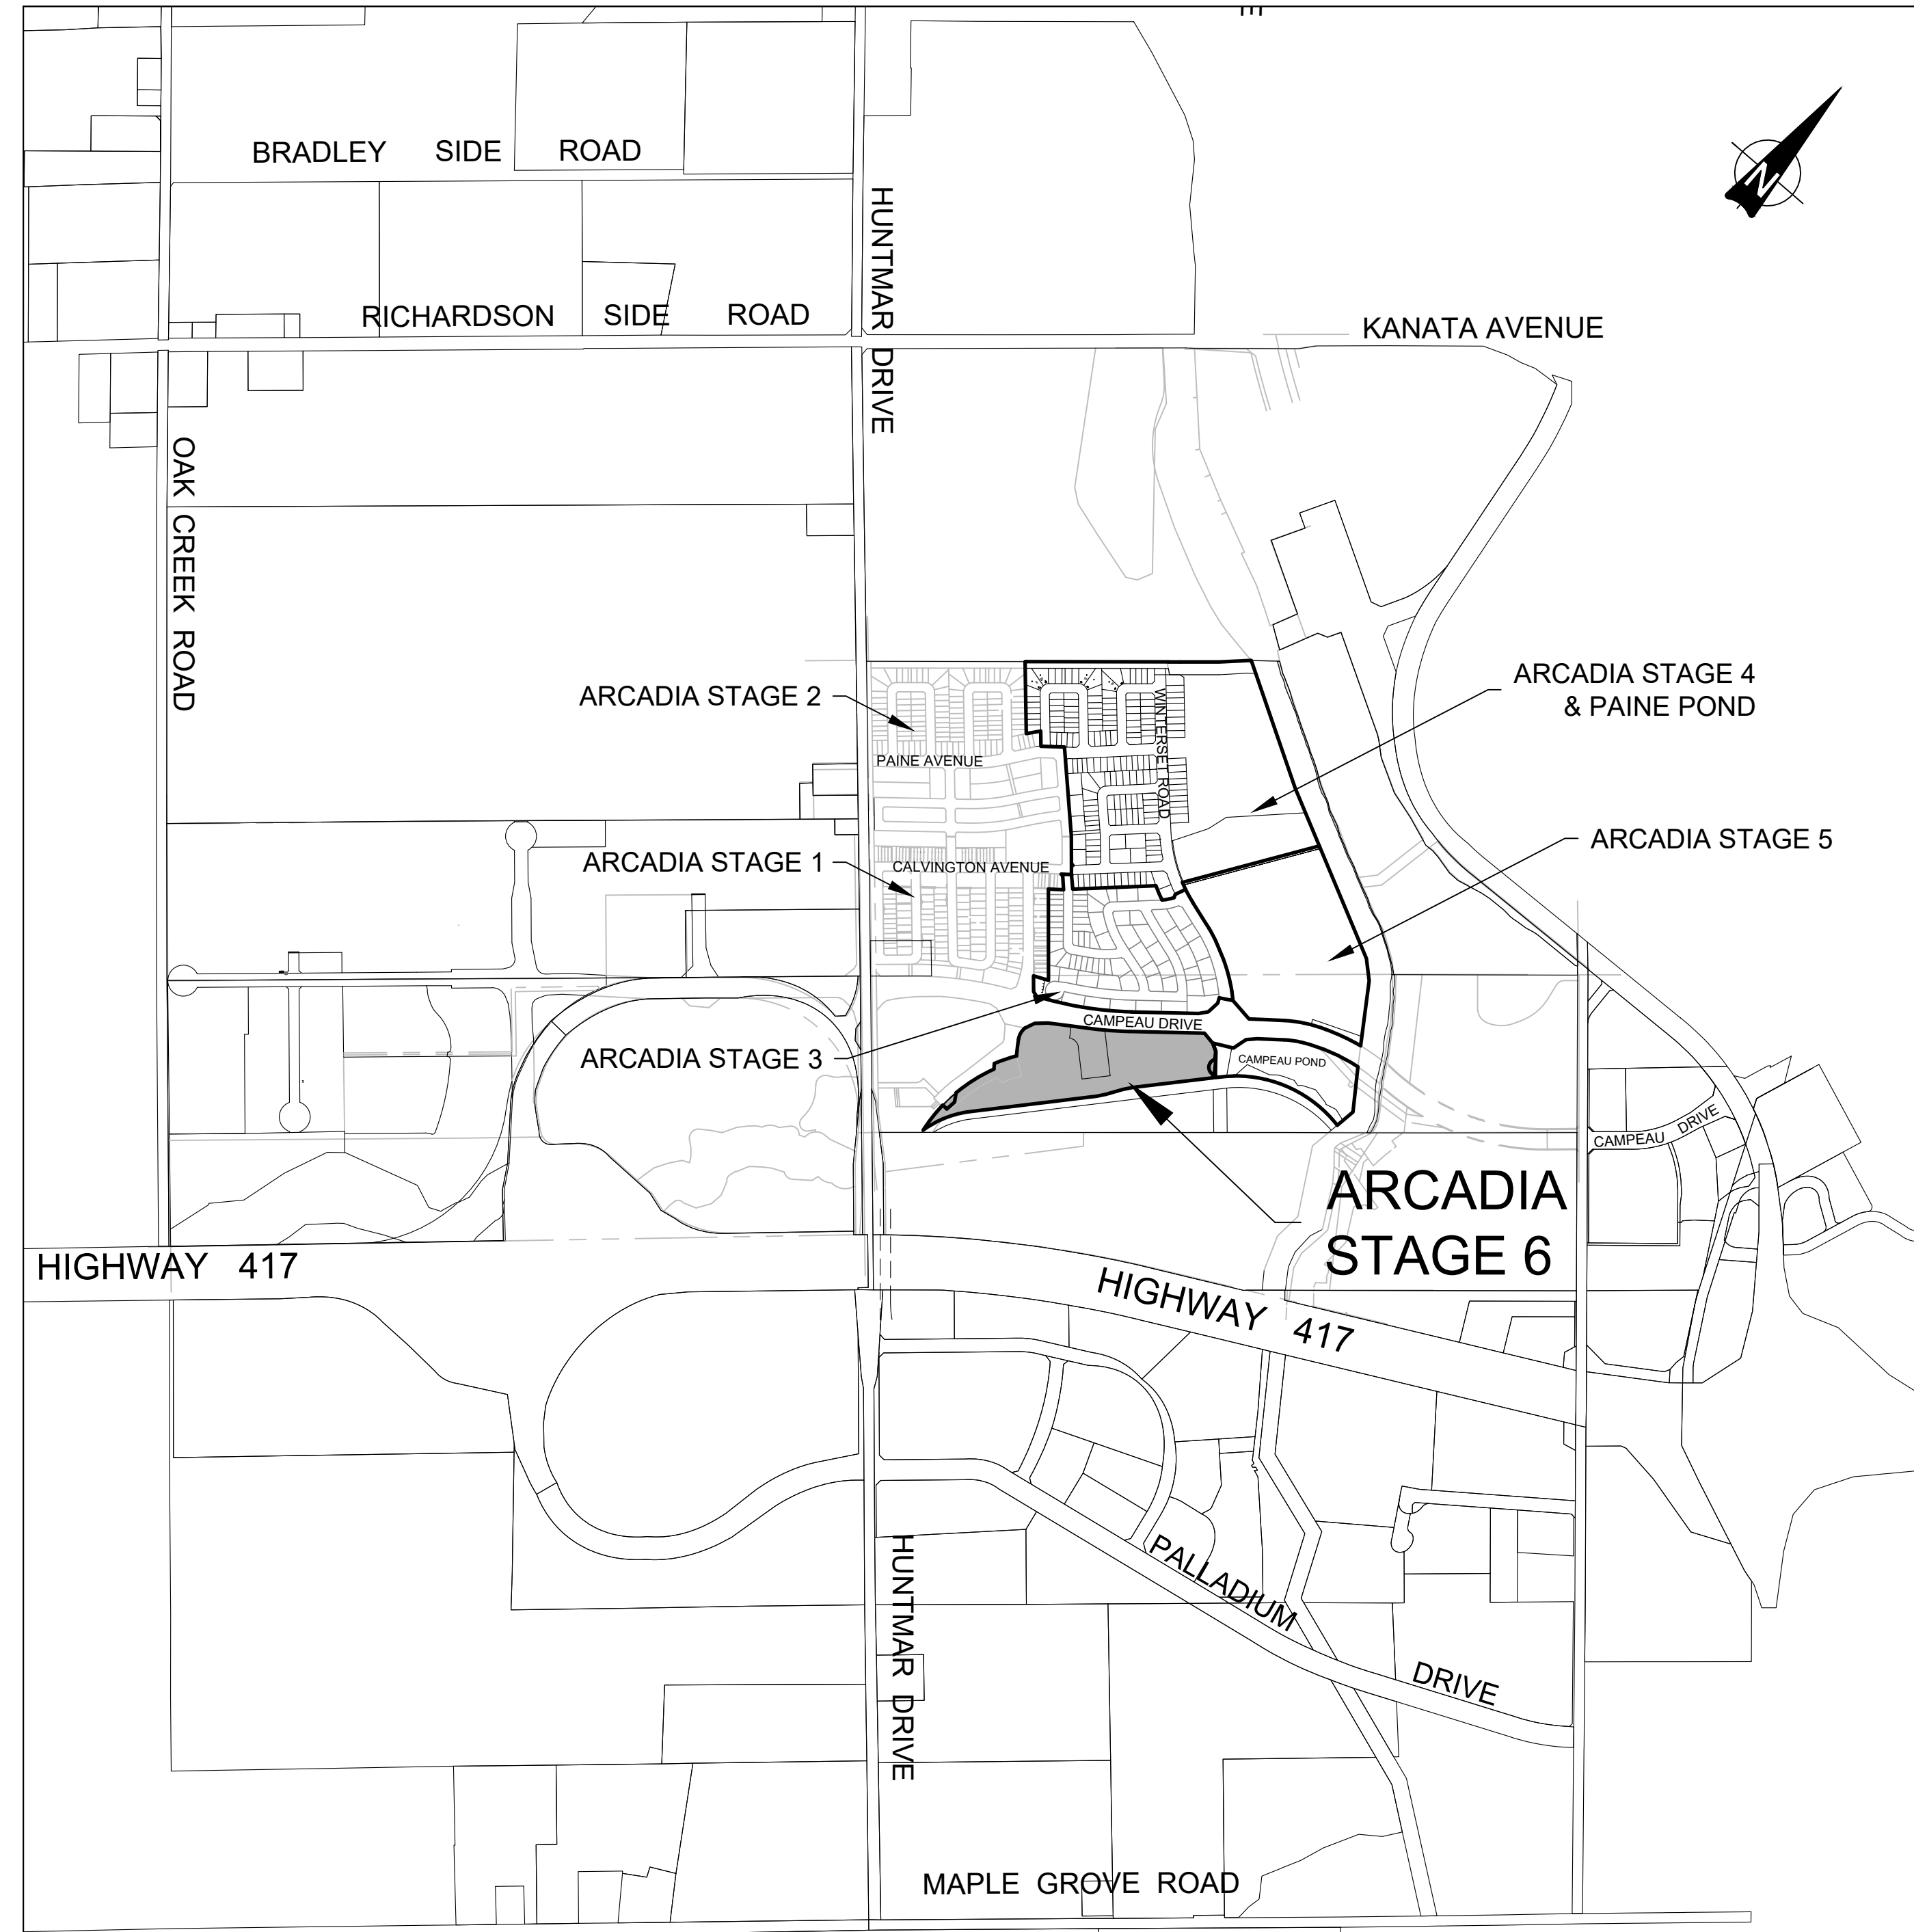 BRADLEY SIDE ROAD
N
HUNTMAR DRIVE
RICHARDSON SIDE ROAD
KANATA AVENUE
OAK CREEK ROAD
ARCADIA STAGE 2
WINTERSET ROAD
ARCADIA STAGE 4
& PAINE POND
PAINE AVENUE
ARCADIA STAGE 5
ARCADIA STAGE 1
CALVINGTON AVENUE
CAMPEAU DRIVE
ARCADIA STAGE 3
CAMPEAU POND
CAMPEAU DRIVE
ARCADIA
STAGE 6
HIGHWAY 417
HIGHWAY 417
HUNTMAR DRIVE
PALLADIUM DRIVE
MAPLE GROVE ROAD